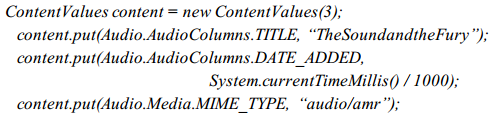 ContentValues content = new ContentValues(3);
content.put(Audio.AudioColumns.TITLE, “TheSoundandtheFury”);
content.put(Audio.AudioColumns.DATE_ADDED,
System.currentTimeMillis() / 1000);
content.put(Audio.Media.MIME_TYPE, “audio/amr”);